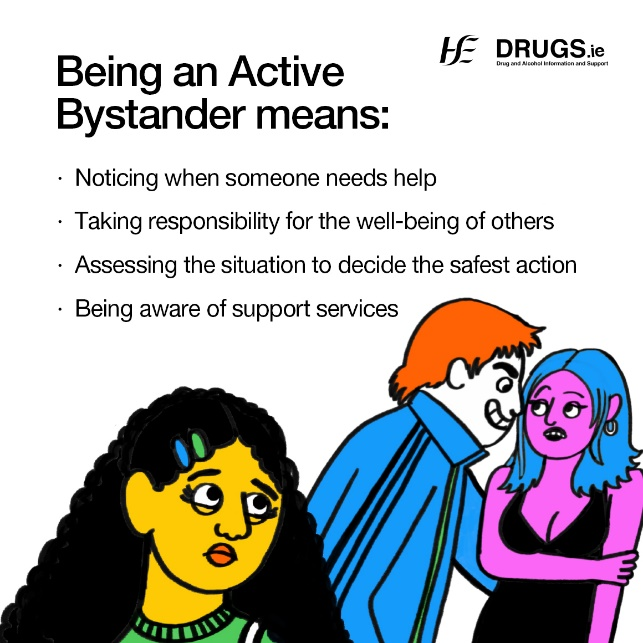 HSE DRUGS.ie
Drug and Alcohol Information and Support
Being an Active
Bystander means:
· Noticing when someone needs help
· Taking responsibility for the well-being of others
· Assessing the situation to decide the safest action
· Being aware of support services